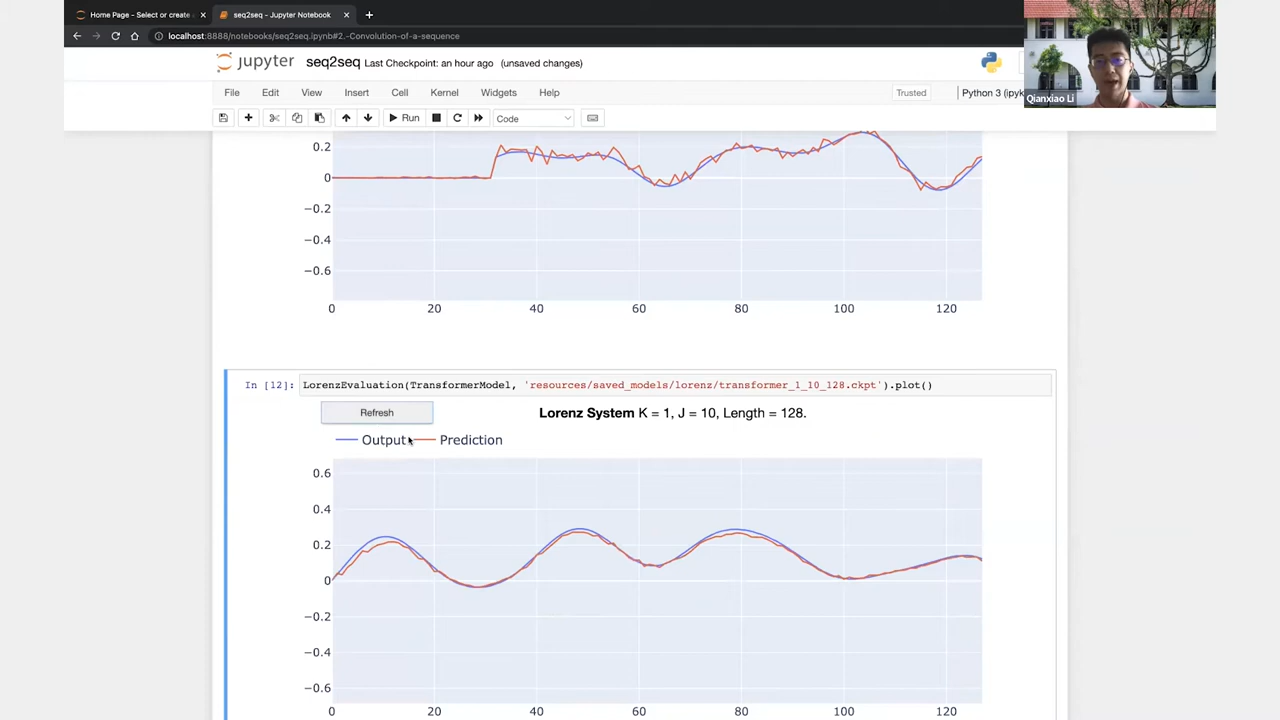 Home Page - Select or create
seq2seq - Jupyter Notebook
localhost:8888/notebooks/seq2seq.ipynb#2.-Convolution-of-a-sequence
jupyter seq2seq Last Checkpoint: an hour ago (unsaved changes)
File Edit View Insert Cell Kernel Widgets Help
Trusted
Python 3 (ipyk
Qianxiao Li
Run
Code
0.2
0
−0.2
−0.4
−0.6
0 20 40 60 80 100 120
In [12]: LorenzEvaluation(TransformerModel, 'resources/saved_models/lorenz/transformer_1_10_128.ckpt').plot()
Refresh
Lorenz System K = 1, J = 10, Length = 128.
Output Prediction
0.6
0.4
0.2
0
−0.2
−0.4
−0.6
0 20 40 60 80 100 120